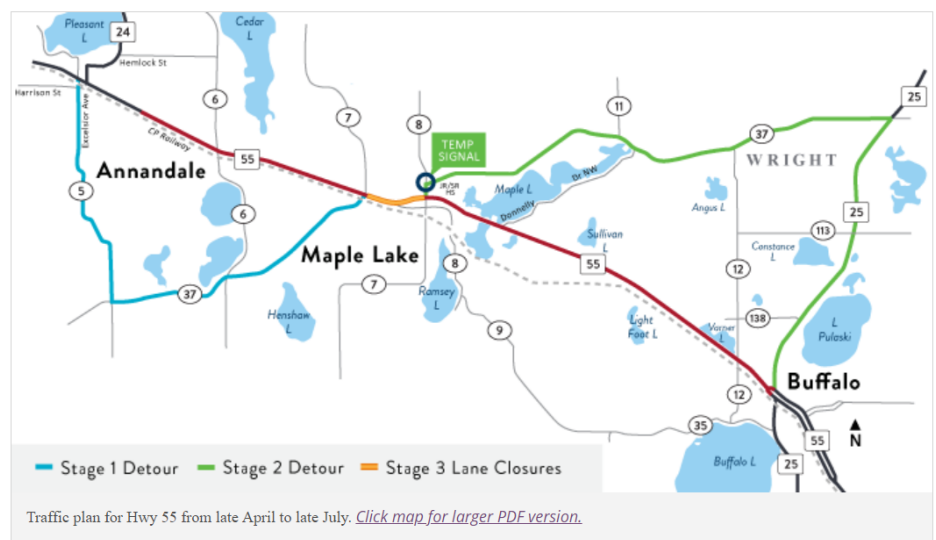 Pleasant
L
24
Cedar
L
Hemlock St
Harrison St
Excelsior Ave
CP Railway
6
7
8
11
25
37
TEMP
SIGNAL
WRIGHT
55
Annandale
JR/SR
HS
Maple L
Donnelly
Dr NW
5
6
Angus L
25
113
Sullivan
L
Constance
L
Maple Lake
55
8
12
37
7
Ramsey
L
Henshaw
L
9
Light
Foot L
Varner
L
138
L
Pulaski
Buffalo
12
35
55
N
Buffalo L
25
Stage 1 Detour
Stage 2 Detour
Stage 3 Lane Closures
Traffic plan for Hwy 55 from late April to late July. Click map for larger PDF version.